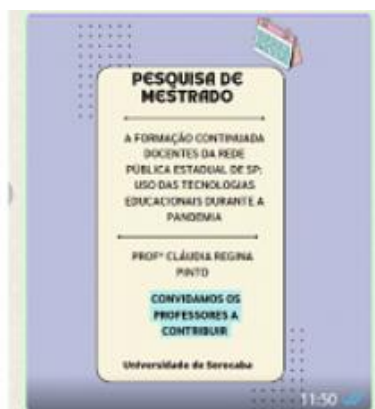 PESQUISA DE
MESTRADO
A FORMAÇÃO CONTINUADA
DOCENTES DA REDE
PÚBLICA ESTADUAL DE SP:
USO DAS TECNOLOGIAS
EDUCACIONAIS DURANTE A
PANDEMIA
PROFª CLÁUDIA REGINA
PINTO
CONVIDAMOS OS
PROFESSORES A
CONTRIBUIR
Universidade de Sorocaba
11:50